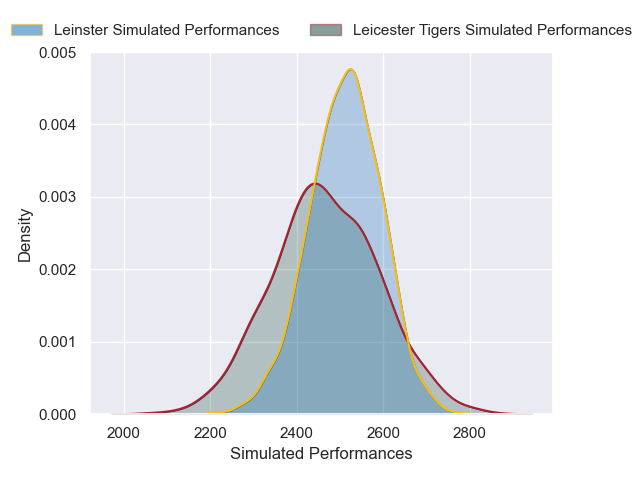 Leinster Simulated Performances
Leicester Tigers Simulated Performances
0.005
0.004
0.003
0.002
0.001
0.000
Density
2000
2200
2400
2600
2800
Simulated Performances